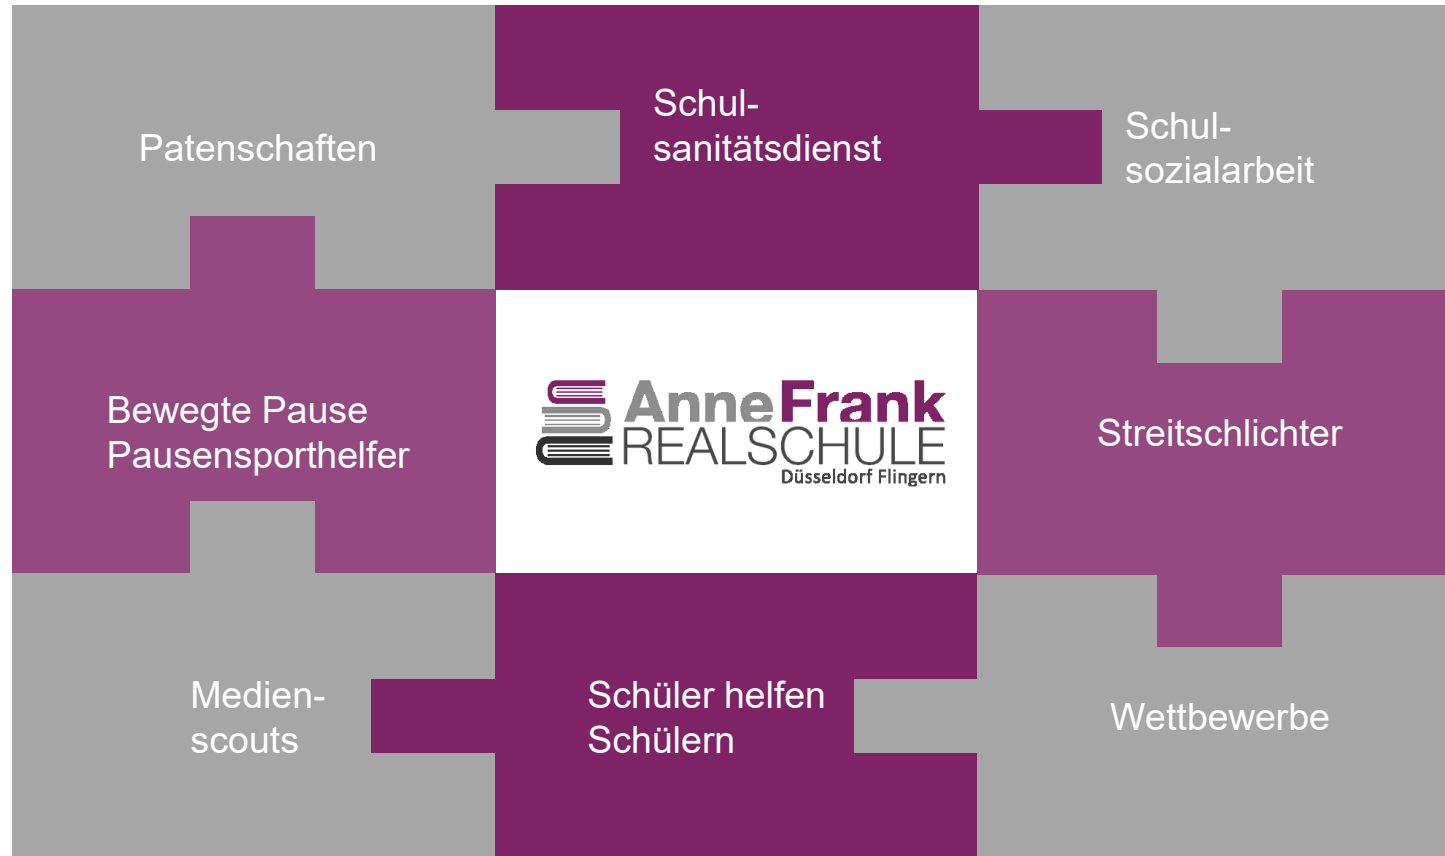 Patenschaften
Schul-
sanitätsdienst
Schul-
sozialarbeit
Bewegte Pause
Pausensporthelfer
AnneFrank
REALSCHULE
Düsseldorf Flingern
Streitschlichter
Medien-
scouts
Schüler helfen
Schülern
Wettbewerbe